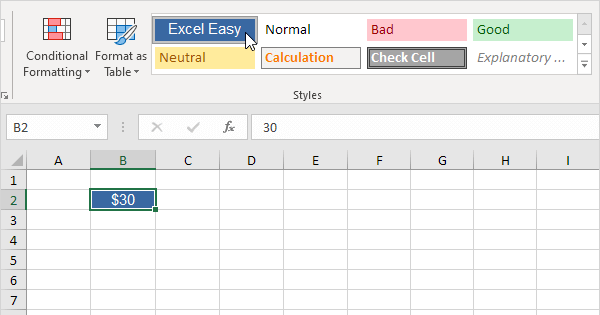 Conditional
Formatting
Format as
Table
Excel Easy
Normal
Bad
Good
Neutral
Calculation
Check Cell
Explanatory ...
Styles
B2
fx
30
A B C D E F G H I
1
2 $30
3
4
5
6
7